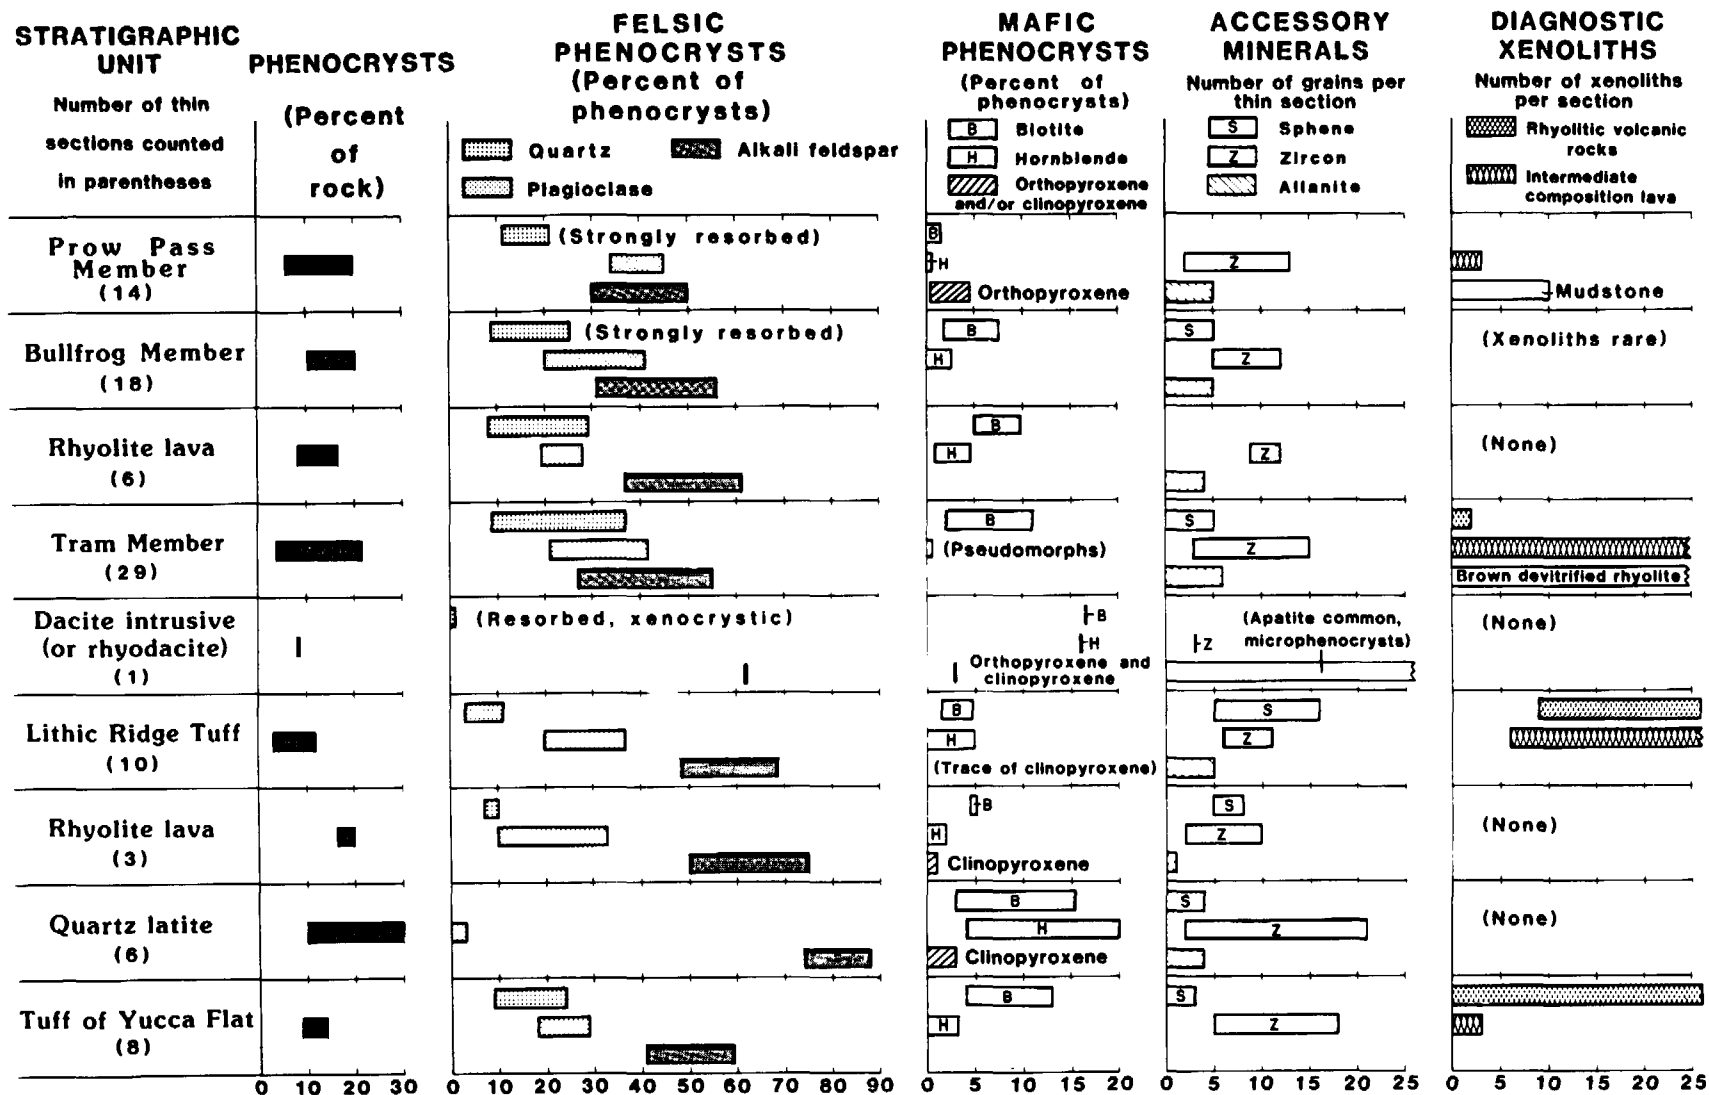 STRATIGRAPHIC
UNIT
Number of thin
sections counted
in parentheses
PHENOCRYSTS
(Percent
of
rock)
FELSIC
PHENOCRYSTS
(Percent of
phenocrysts)
Quartz
Alkali feldspar
Plagioclase
MAFIC
PHENOCRYSTS
(Percent of
phenocrysts)
B Biotite
H Hornblende
Orthopyroxene
and/or clinopyroxene
ACCESSORY
MINERALS
Number of grains per
thin section
S Sphene
Z Zircon
Allanite
DIAGNOSTIC
XENOLITHS
Number of xenoliths
per section
Rhyolitic volcanic
rocks
Intermediate
composition lava
Prow Pass
Member
(14)
(Strongly resorbed)
B
H
Orthopyroxene
Z
Mudstone
Bullfrog Member
(18)
(Strongly resorbed)
B
H
S
Z
(Xenoliths rare)
Rhyolite lava
(6)
B
H
Z
(None)
Tram Member
(29)
B
(Pseudomorphs)
S
Z
Brown devitrified rhyolite
Dacite intrusive
(or rhyodacite)
(1)
(Resorbed, xenocrystic)
B
H
Orthopyroxene and
clinopyroxene
Z
(Apatite common,
microphenocrysts)
(None)
Lithic Ridge Tuff
(10)
B
H
(Trace of clinopyroxene)
S
Z
Rhyolite lava
(3)
B
H
Clinopyroxene
S
Z
(None)
Quartz latite
(6)
B
H
Clinopyroxene
S
Z
(None)
Tuff of Yucca Flat
(8)
B
H
S
Z
0 10 20 30
0 10 20 30 40 50 60 70 80 90
0 5 10 15 20
0 5 10 15 20 25
0 5 10 15 20 25